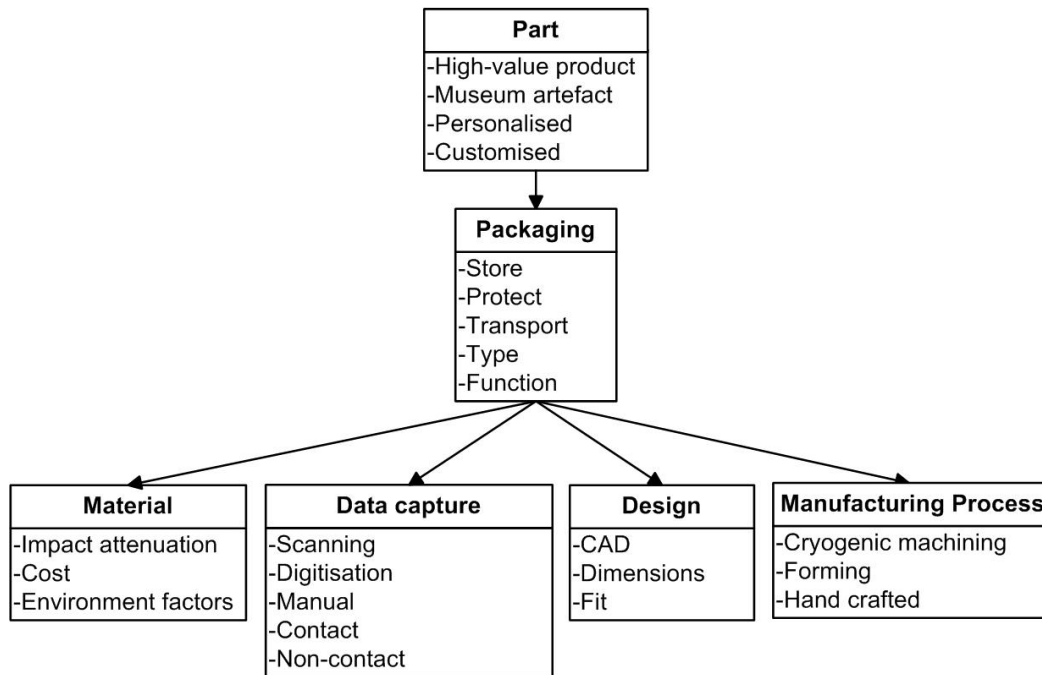 Part
-High-value product
-Museum artefact
-Personalised
-Customised
Packaging
-Store
-Protect
-Transport
-Type
-Function
Material
-Impact attenuation
-Cost
-Environment factors
Data capture
-Scanning
-Digitisation
-Manual
-Contact
-Non-contact
Design
-CAD
-Dimensions
-Fit
Manufacturing Process
-Cryogenic machining
-Forming
-Hand crafted